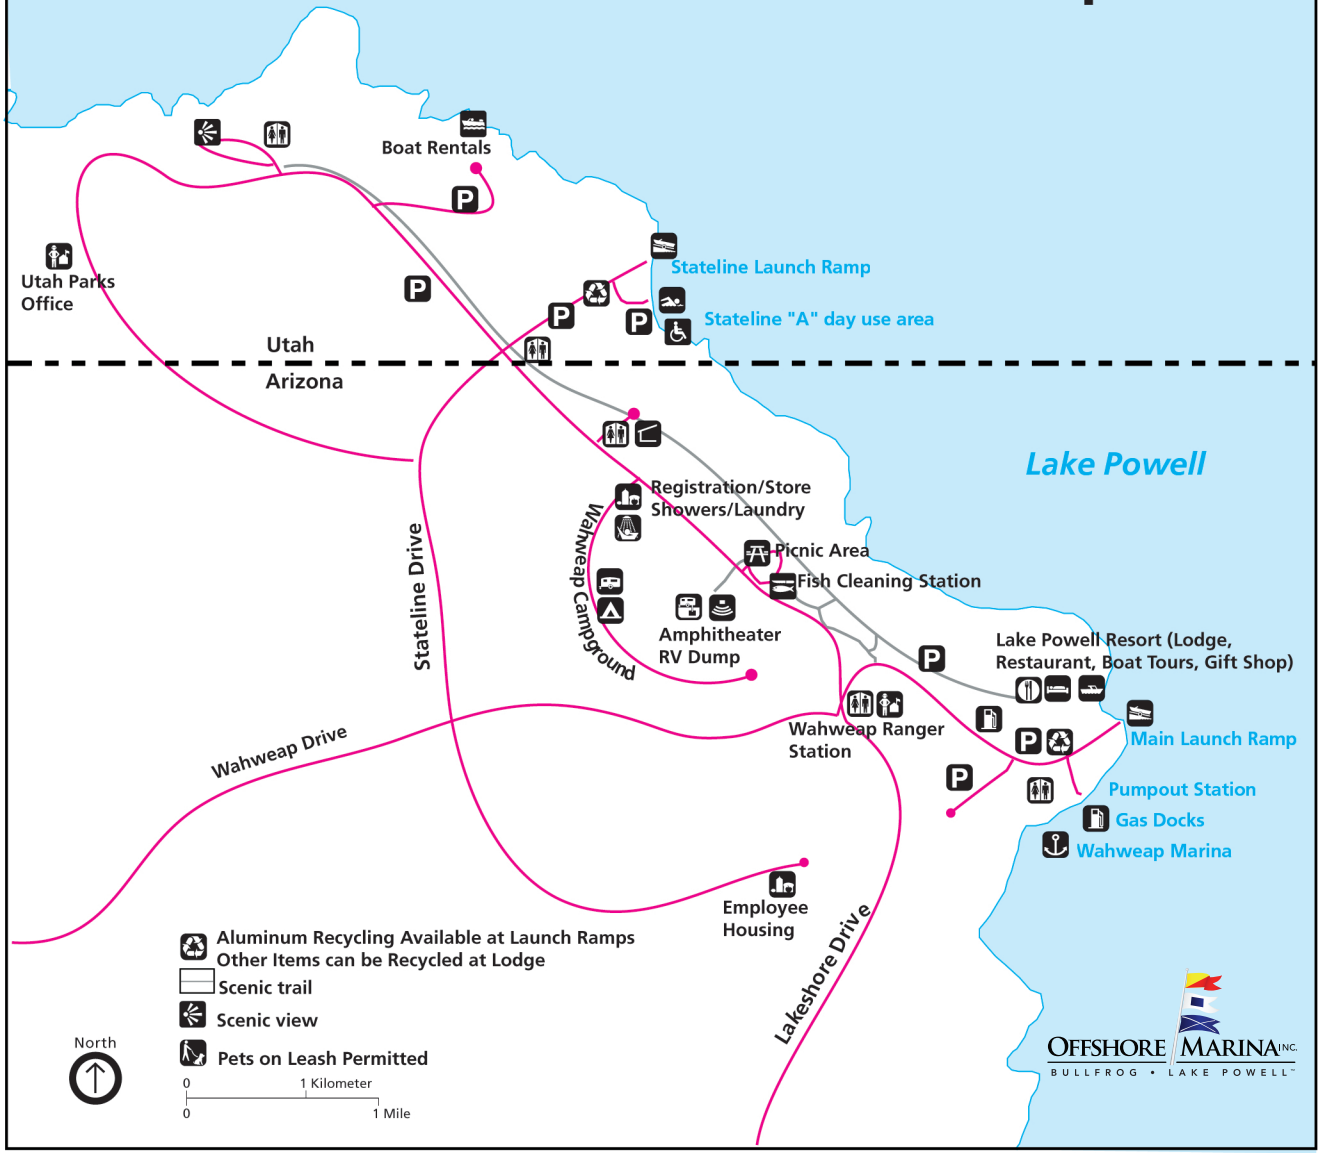 Boat Rentals
P
Stateline Launch Ramp
Utah Parks
Office
P
P
P
Stateline "A" day use area
Utah
Arizona
Lake Powell
Registration/Store
Showers/Laundry
Wahweap Campground
Stateline Drive
Picnic Area
Fish Cleaning Station
Amphitheater
RV Dump
Lake Powell Resort (Lodge,
Restaurant, Boat Tours, Gift Shop)
P
Wahweap Ranger
Station
Wahweap Drive
P
Main Launch Ramp
P
Pumpout Station
Gas Docks
Wahweap Marina
Employee
Housing
Lakeshore Drive
Aluminum Recycling Available at Launch Ramps
Other Items can be Recycled at Lodge
Scenic trail
Scenic view
Pets on Leash Permitted
North
0 1 Kilometer
0 1 Mile
OFFSHORE MARINA INC.
BULLFROG • LAKE POWELL